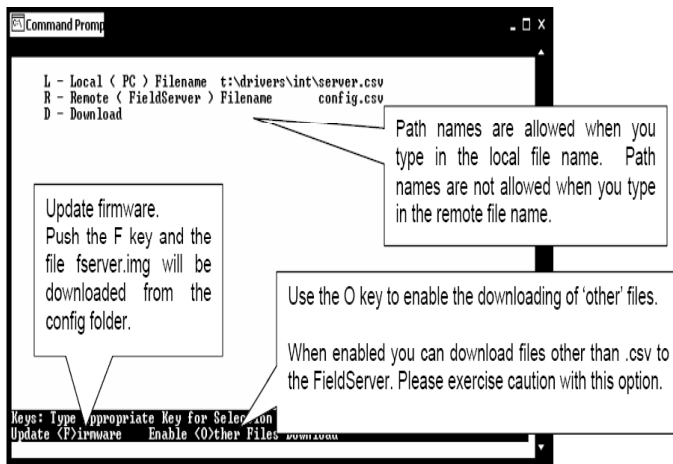 Command Promp
L - Local ( PC ) Filename t:\drivers\int\server.csv
R - Remote ( FieldServer ) Filename config.csv
D - Download
Path names are allowed when you
type in the local file name. Path
names are not allowed when you type
in the remote file name.
Update firmware.
Push the F key and the
file fserver.img will be
downloaded from the
config folder.
Use the O key to enable the downloading of ‘other’ files.
When enabled you can download files other than .csv to
the FieldServer. Please exercise caution with this option.
Keys: Type Appropriate Key for Selection
Update (F)irmware Enable (O)ther Files Download